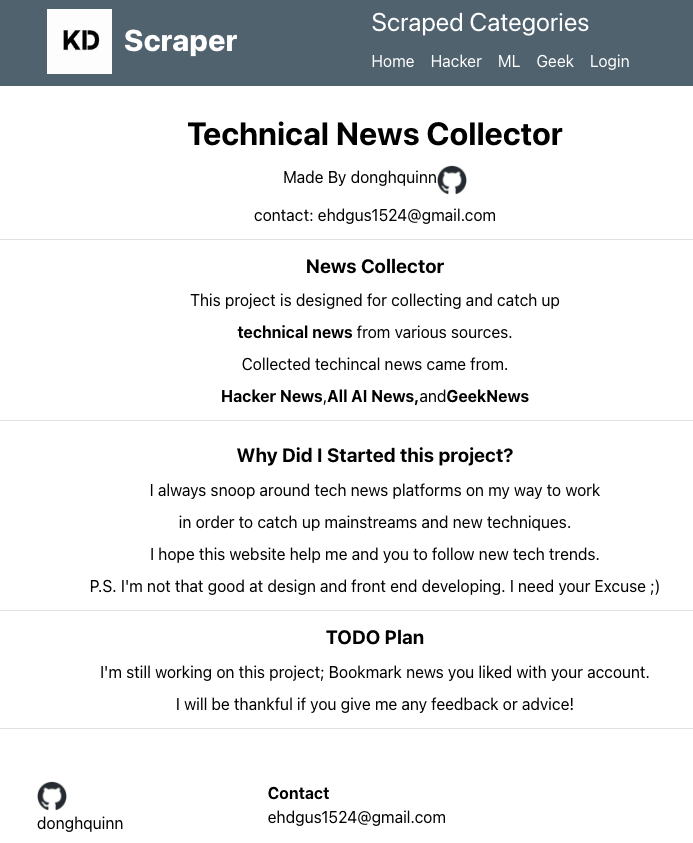 KD
Scraper
Scraped Categories
Home Hacker ML Geek Login
Technical News Collector
Made By donghquinn
contact: ehdgus1524@gmail.com
News Collector
This project is designed for collecting and catch up
technical news from various sources.
Collected techincal news came from.
Hacker News,All AI News,andGeekNews
Why Did I Started this project?
I always snoop around tech news platforms on my way to work
in order to catch up mainstreams and new techniques.
I hope this website help me and you to follow new tech trends.
P.S. I'm not that good at design and front end developing. I need your Excuse ;)
TODO Plan
I'm still working on this project; Bookmark news you liked with your account.
I will be thankful if you give me any feedback or advice!
donghquinn
Contact
ehdgus1524@gmail.com